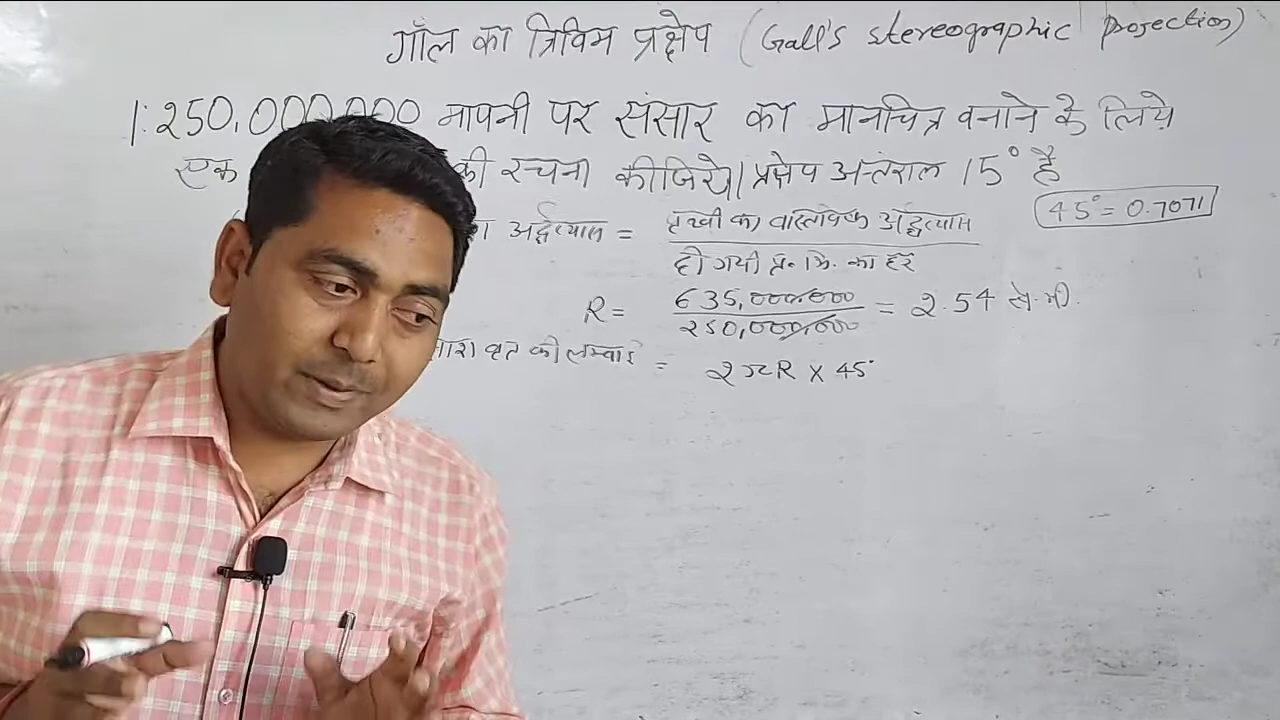 गॉल का त्रिविम प्रक्षेप (Gall's stereographic projection)
1:250,000,000 मापनी पर संसार का मानचित्र बनाने के लिये
एक की रचना कीजिये। प्रक्षेप अन्तराल 15° है
45° = 0.7071
अर्द्धव्यास = पृथ्वी का वास्तविक अर्द्धव्यास
दी गयी प्र. भि. का हर
R = 635,000,000 / 250,000,000 = 2.54 से.मी.
वृत की लम्बाई = 2πR × 45°